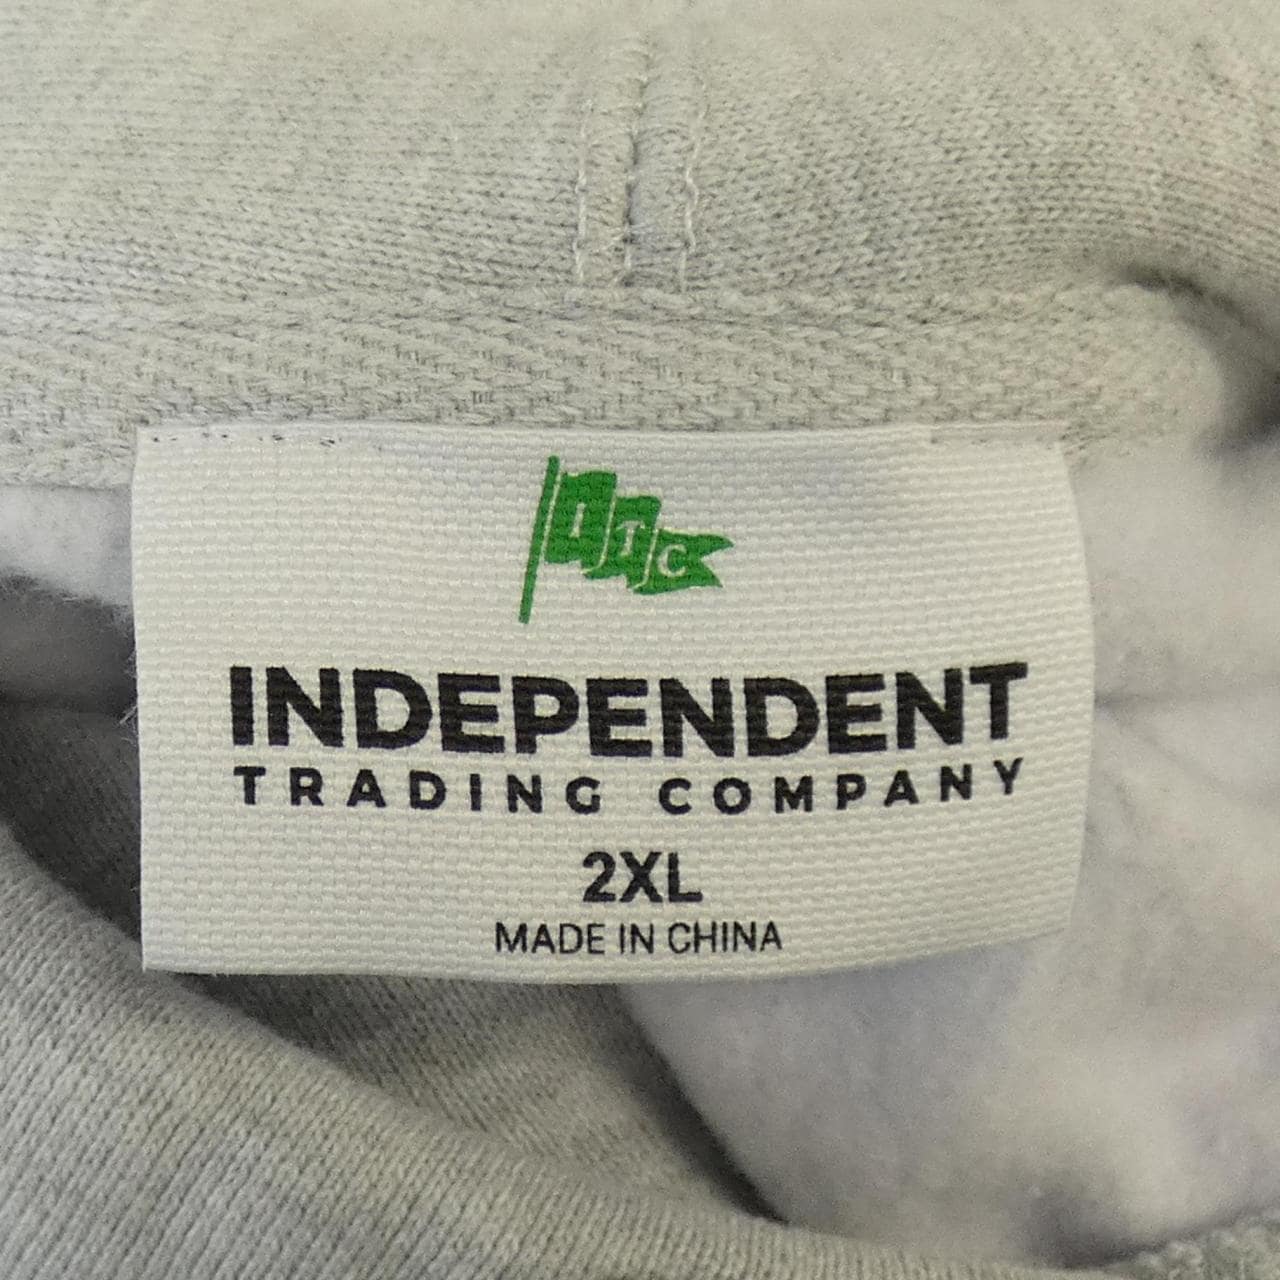 ITC
INDEPENDENT
TRADING COMPANY
2XL
MADE IN CHINA